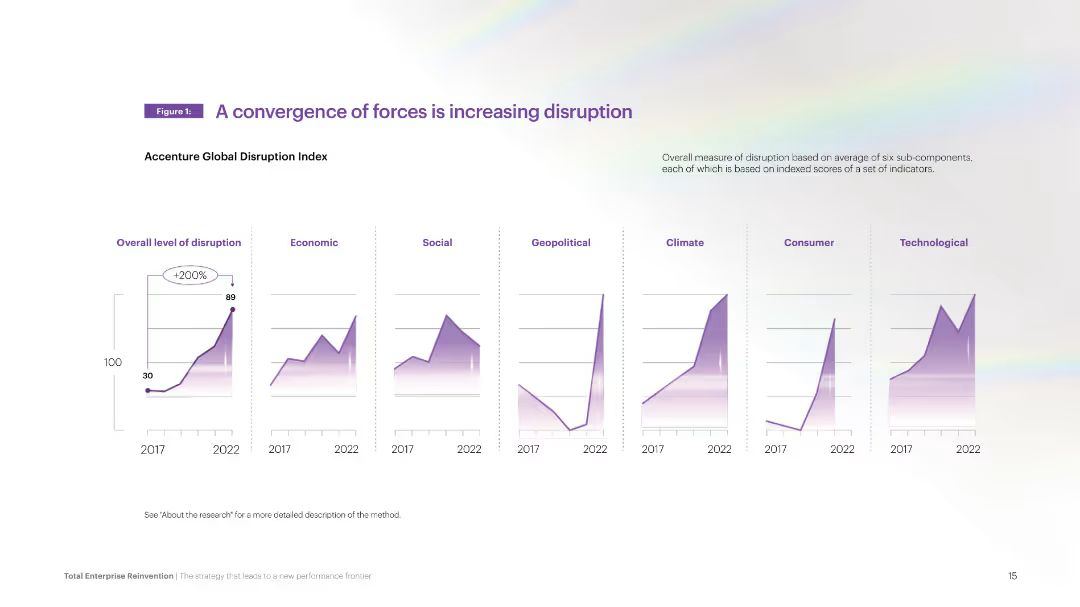 Figure 1:
A convergence of forces is increasing disruption
Accenture Global Disruption Index
Overall measure of disruption based on average of six sub-components,
each of which is based on indexed scores of a set of indicators.
Overall level of disruption
Economic
Social
Geopolitical
Climate
Consumer
Technological
+200%
89
100
30
2017 2022
2017 2022
2017 2022
2017 2022
2017 2022
2017 2022
2017 2022
See "About the research" for a more detailed description of the method.
Total Enterprise Reinvention | The strategy that leads to a new performance frontier
15